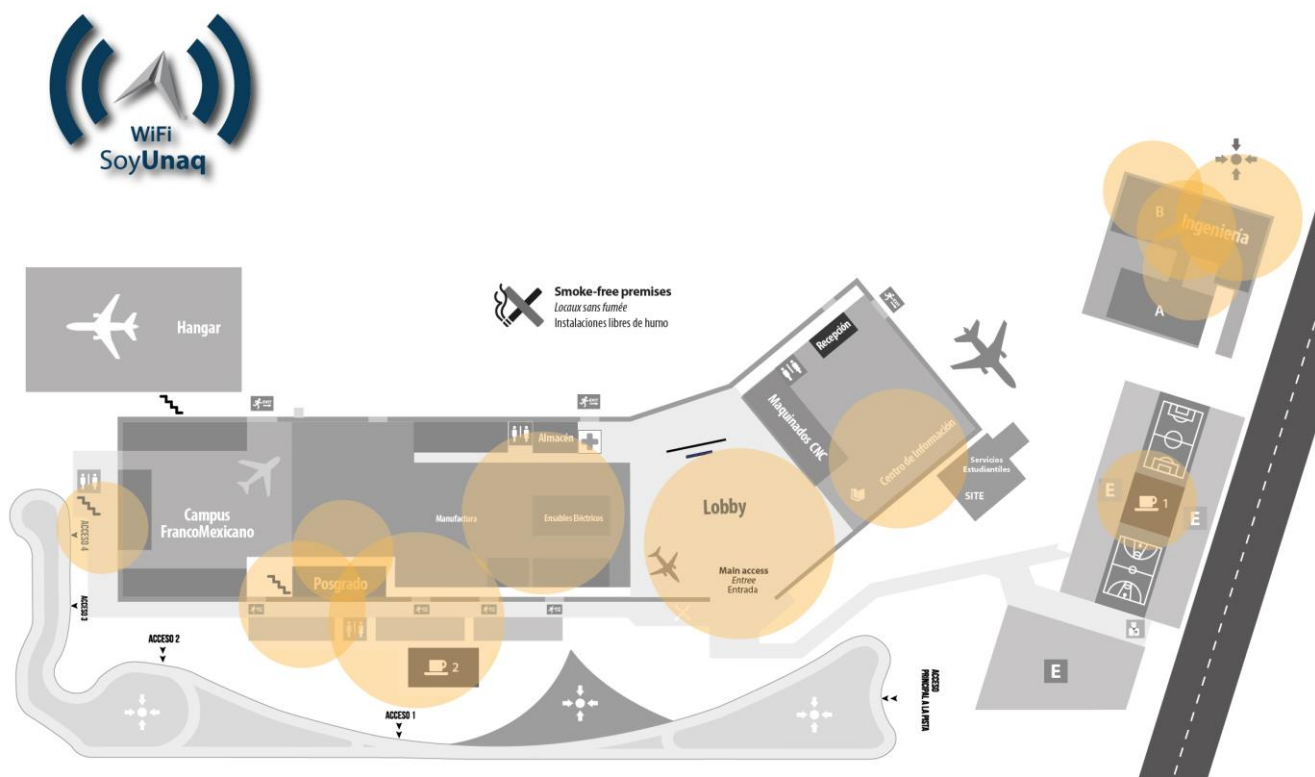 WiFi
SoyUnaq
Smoke-free premises
Locaux sans fumée
Instalaciones libres de humo
Hangar
B
Ingeniería
A
Recepción
Maquinados CNC
Centro de Información
Servicios
Estudiantiles
SITE
Almacén
Campus
FrancoMexicano
Manufactura
Ensables Eléctricos
Lobby
Main access
Entree
Entrada
Posgrado
E
1
E
E
2
ACCESO 4
ACCESO 3
ACCESO 2
ACCESO 1
ACCESO
PRINCIPAL A LA PISTA